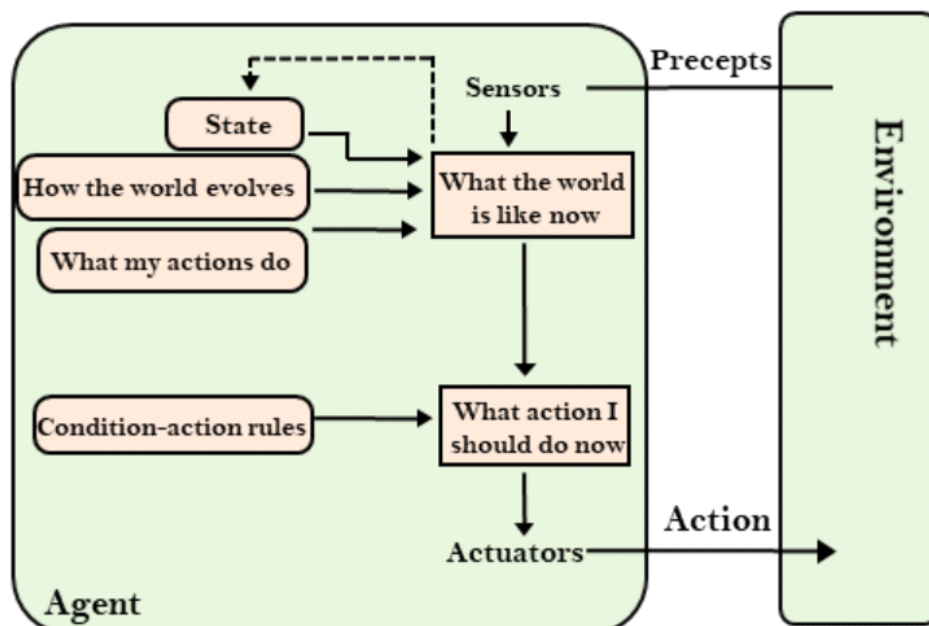 Precepts
Sensors
State
How the world evolves
What the world
is like now
What my actions do
Environment
Condition-action rules
What action I
should do now
Action
Actuators
Agent